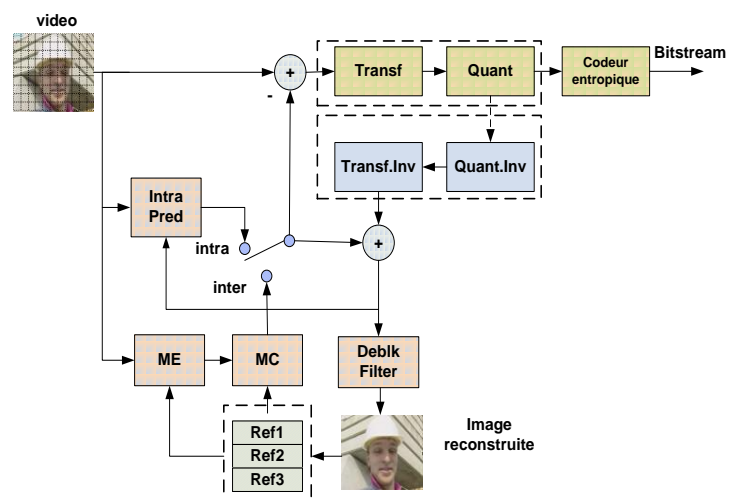 video
+
Transf
Quant
Codeur
entropique
Bitstream
-
Transf.Inv
Quant.Inv
Intra
Pred
intra
+
inter
ME
MC
Deblk
Filter
Ref1
Ref2
Ref3
Image
reconstruite